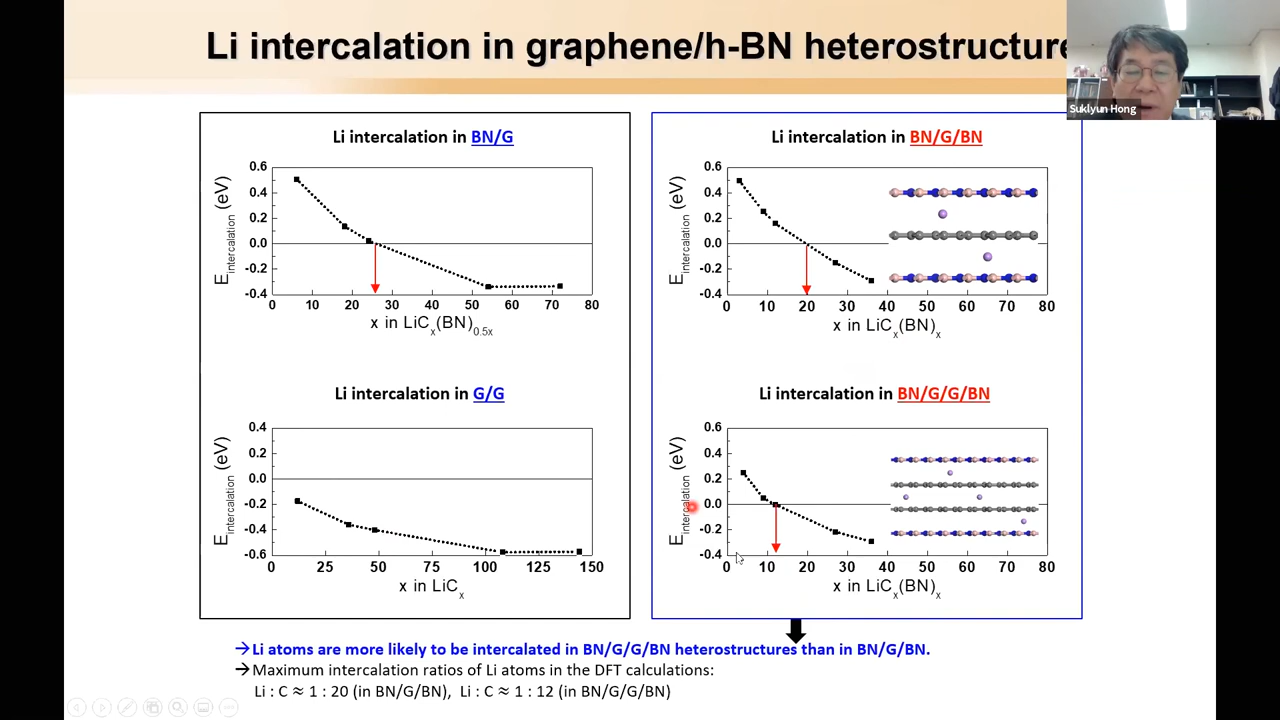 Li intercalation in graphene/h-BN heterostructure
Suklyun Hong
Li intercalation in BN/G
0.6
0.4
0.2
0.0
-0.2
-0.4
E intercalation (eV)
0 10 20 30 40 50 60 70 80
x in LiCx(BN)0.5x
Li intercalation in BN/G/BN
0.6
0.4
0.2
0.0
-0.2
-0.4
E intercalation (eV)
0 10 20 30 40 50 60 70 80
x in LiCx(BN)x
Li intercalation in G/G
0.4
0.2
0.0
-0.2
-0.4
-0.6
E intercalation (eV)
0 25 50 75 100 125 150
x in LiCx
Li intercalation in BN/G/G/BN
0.6
0.4
0.2
0.0
-0.2
-0.4
E intercalation (eV)
0 10 20 30 40 50 60 70 80
x in LiCx(BN)x
→Li atoms are more likely to be intercalated in BN/G/G/BN heterostructures than in BN/G/BN.
→Maximum intercalation ratios of Li atoms in the DFT calculations:
Li : C ≈ 1 : 20 (in BN/G/BN), Li : C ≈ 1 : 12 (in BN/G/G/BN)